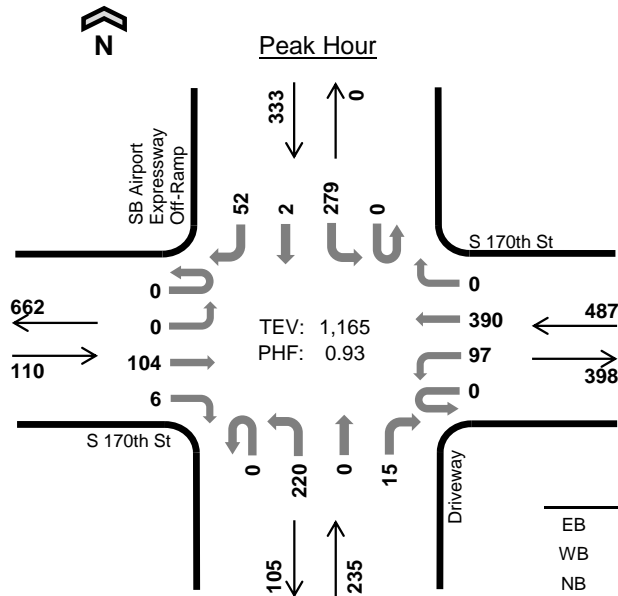 N
Peak Hour
SB Airport
Expressway
Off-Ramp
333
0
52
2
279
0
S 170th St
662
110
0
0
104
6
TEV: 1,165
PHF: 0.93
0
390
97
0
487
398
S 170th St
0
220
0
15
Driveway
105
235
EB
WB
NB